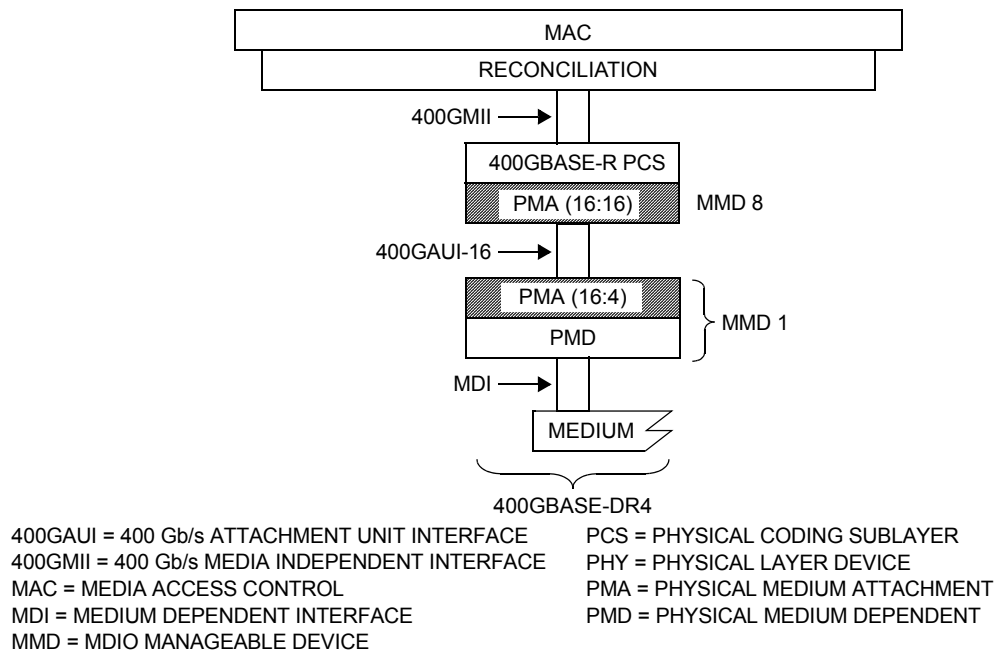 MAC
RECONCILIATION
400GMII
400GBASE-R PCS
PMA (16:16)
MMD 8
400GAUI-16
PMA (16:4)
MMD 1
PMD
MDI
MEDIUM
400GBASE-DR4
400GAUI = 400 Gb/s ATTACHMENT UNIT INTERFACE
400GMII = 400 Gb/s MEDIA INDEPENDENT INTERFACE
MAC = MEDIA ACCESS CONTROL
MDI = MEDIUM DEPENDENT INTERFACE
MMD = MDIO MANAGEABLE DEVICE
PCS = PHYSICAL CODING SUBLAYER
PHY = PHYSICAL LAYER DEVICE
PMA = PHYSICAL MEDIUM ATTACHMENT
PMD = PHYSICAL MEDIUM DEPENDENT